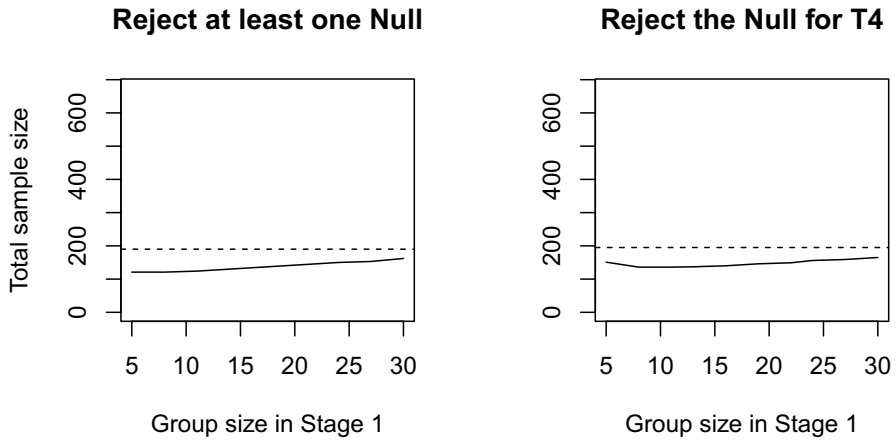 Reject at least one Null
Reject the Null for T4
Total sample size
600
400
200
0
5 10 15 20 25 30
Group size in Stage 1
600
400
200
0
5 10 15 20 25 30
Group size in Stage 1